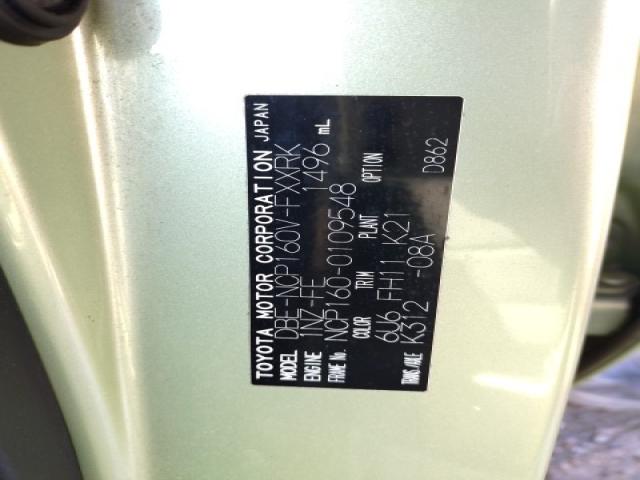 TOYOTA MOTOR CORPORATION JAPAN
MODEL DBE-NCP160V-FXXRK
ENGINE 1NZ-FE 1496 mL
FRAME No. NCP160-0109548
COLOR TRIM PLANT OPTION
6U6 FH11 K21
TRANS./AXLE K312 -08A D862